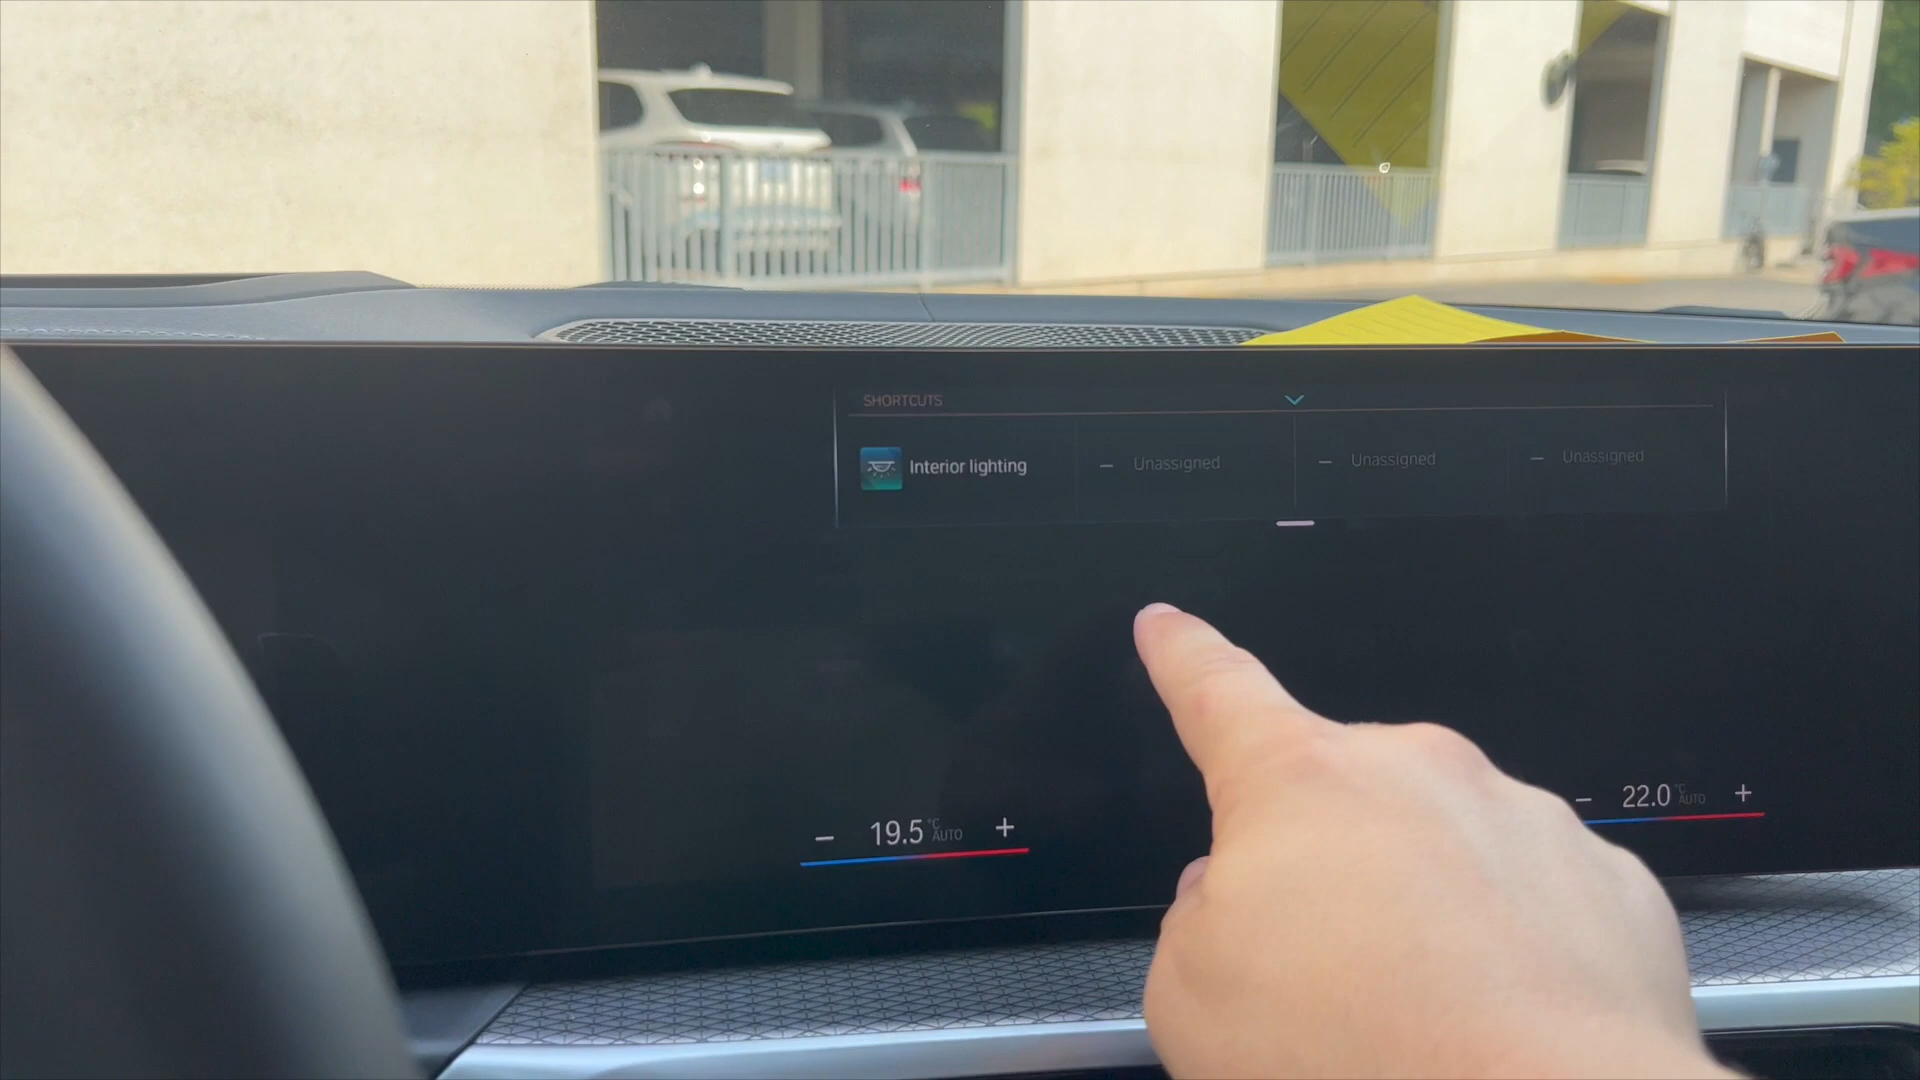 SHORTCUTS
Interior lighting
– Unassigned
– Unassigned
– Unassigned
– 19.5 °C AUTO +
– 22.0 °C AUTO +